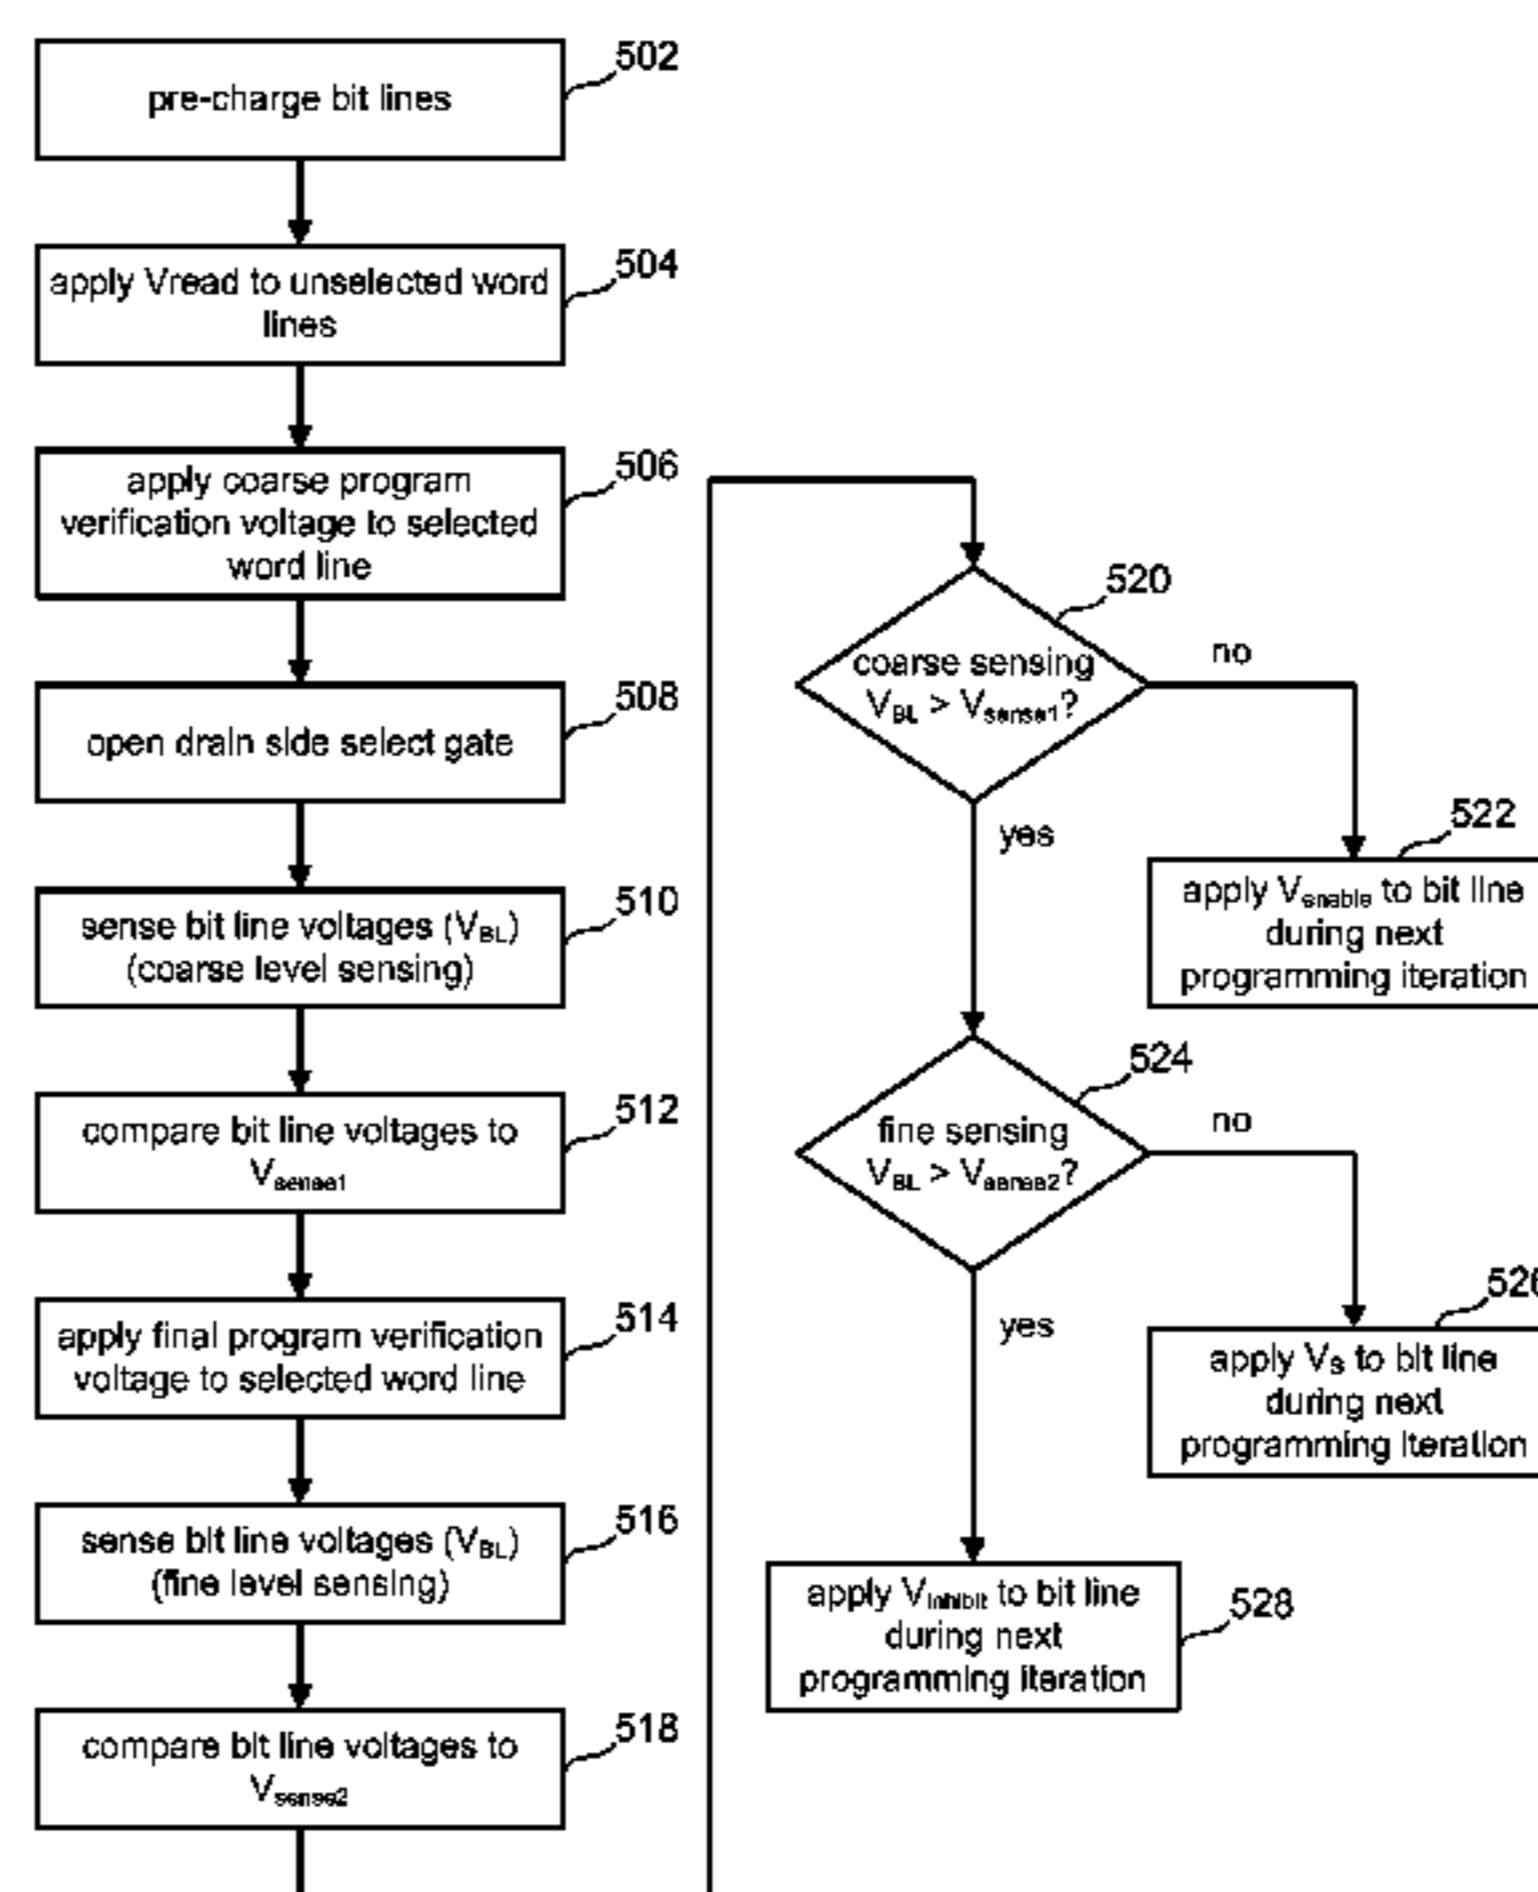 pre-charge bit lines
502
apply Vread to unselected word
lines
504
apply coarse program
verification voltage to selected
word line
506
open drain side select gate
508
sense bit line voltages (VBL)
(coarse level sensing)
510
compare bit line voltages to
Vsense1
512
apply final program verification
voltage to selected word line
514
sense bit line voltages (VBL)
(fine level sensing)
516
compare bit line voltages to
Vsense2
518
coarse sensing
VBL > Vsense1?
520
no
yes
522
apply Venable to bit line
during next
programming iteration
fine sensing
VBL > Vsense2?
524
no
yes
526
apply VS to bit line
during next
programming iteration
apply Vinhibit to bit line
during next
programming iteration
528